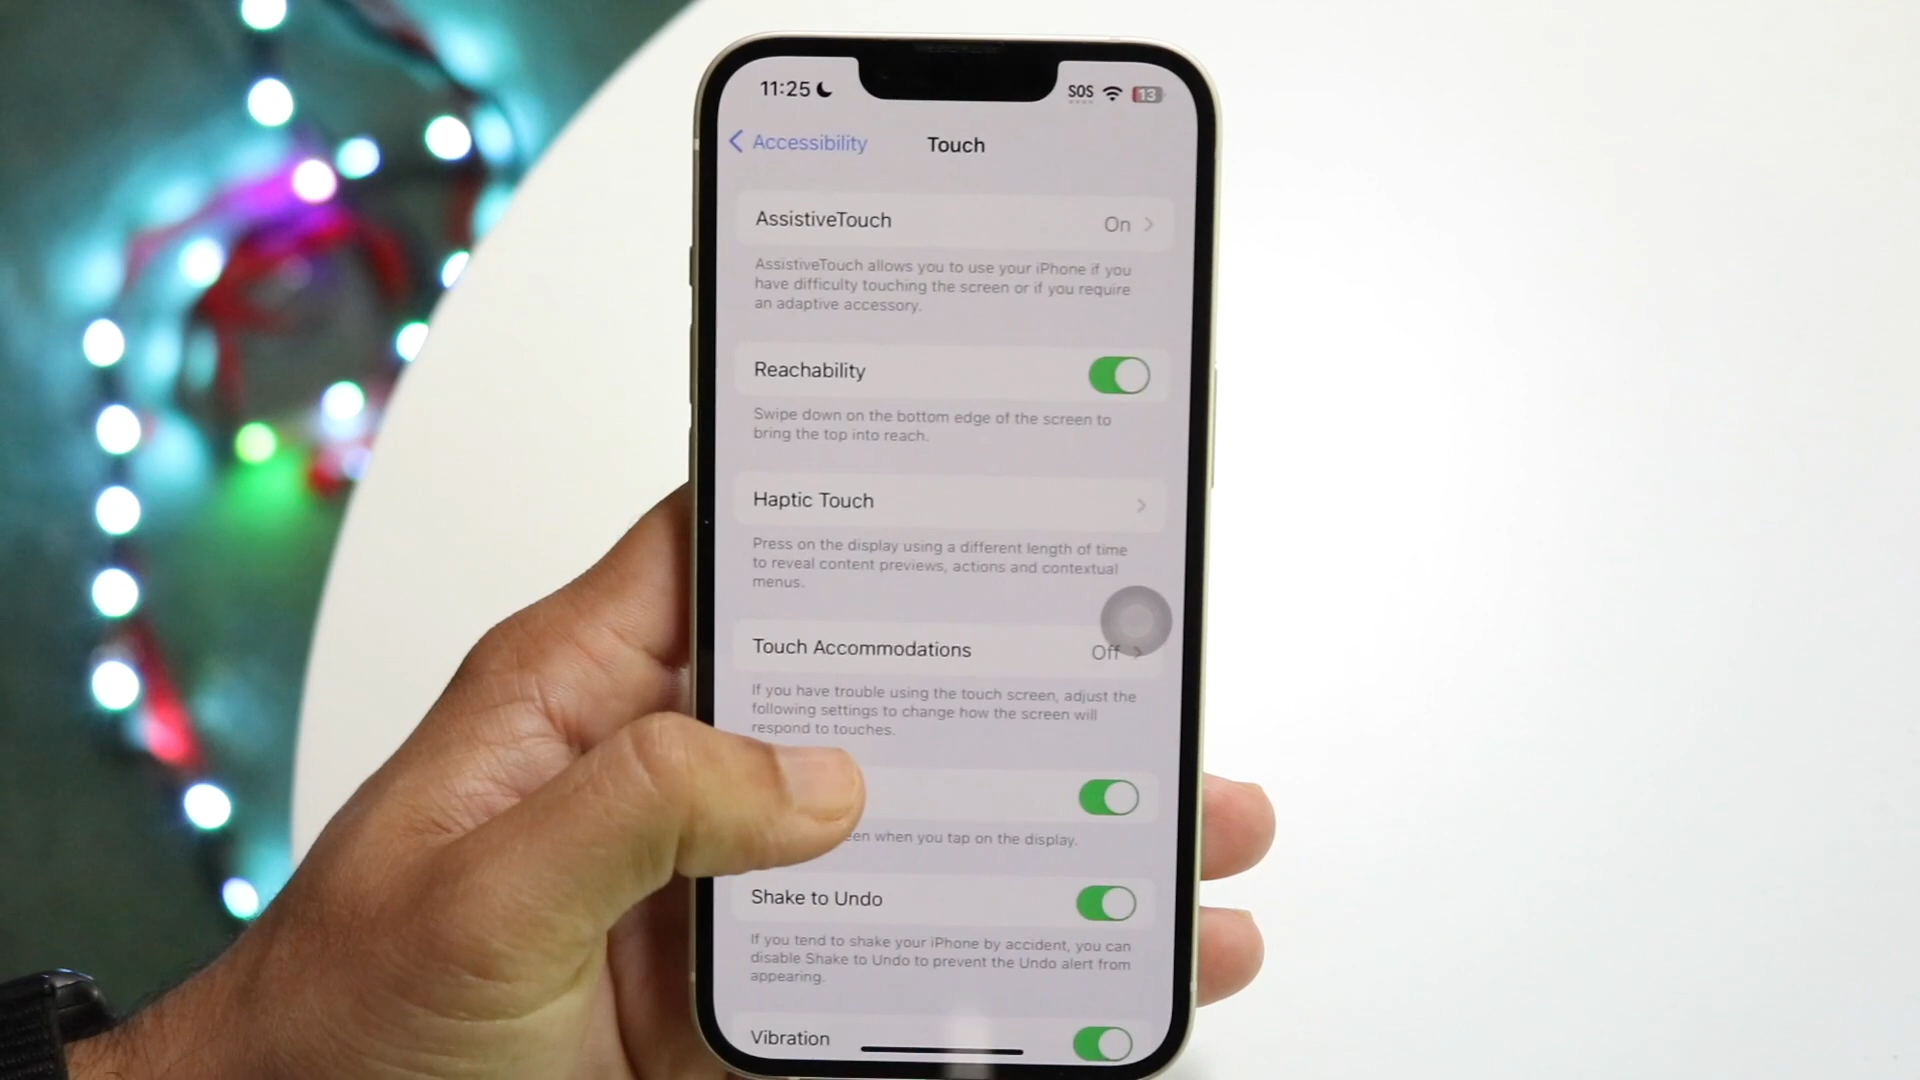 11:25
SOS
13
Accessibility
Touch
AssistiveTouch
On
AssistiveTouch allows you to use your iPhone if you
have difficulty touching the screen or if you require
an adaptive accessory.
Reachability
Swipe down on the bottom edge of the screen to
bring the top into reach.
Haptic Touch
Press on the display using a different length of time
to reveal content previews, actions and contextual
menus.
Touch Accommodations
Off
If you have trouble using the touch screen, adjust the
following settings to change how the screen will
respond to touches.
when you tap on the display.
Shake to Undo
If you tend to shake your iPhone by accident, you can
disable Shake to Undo to prevent the Undo alert from
appearing.
Vibration